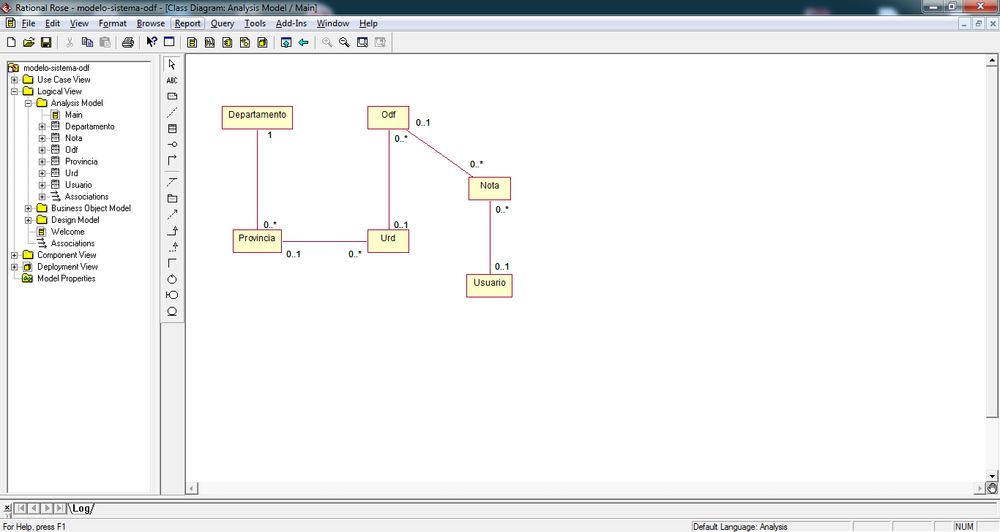 Rational Rose - modelo-sistema-odf - [Class Diagram: Analysis Model / Main]
File Edit View Format Browse Report Query Tools Add-Ins Window Help
modelo-sistema-odf
Use Case View
Logical View
Analysis Model
Main
Departamento
Nota
Odf
Provincia
Urd
Usuario
Associations
Business Object Model
Design Model
Welcome
Associations
Component View
Deployment View
Model Properties
ABC
Departamento
Odf
0..1
1
0..*
0..*
Nota
0..*
0..*
0..1
Provincia
Urd
0..1
0..*
0..1
Usuario
\Log/
For Help, press F1
Default Language: Analysis
NUM